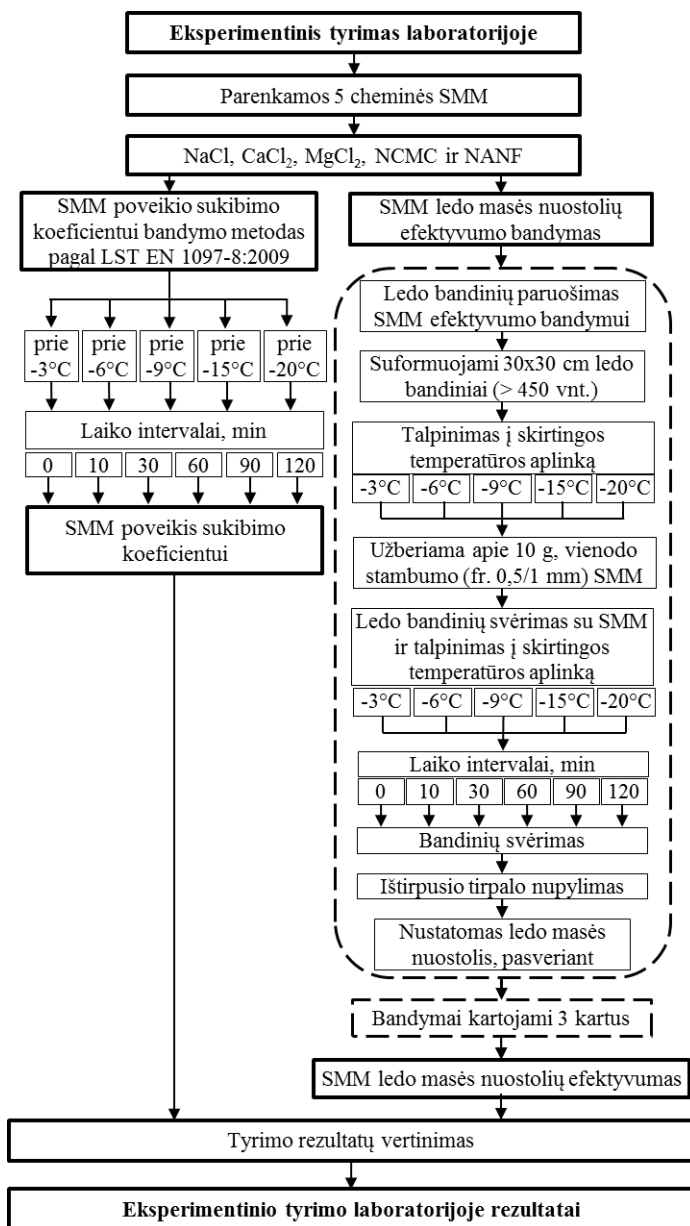 Eksperimentinis tyrimas laboratorijoje
Parenkamos 5 cheminės SMM
NaCl, CaCl₂, MgCl₂, NCMC ir NANF
SMM poveikio sukibimo
koeficientui bandymo metodas
pagal LST EN 1097-8:2009
prie
-3°C
prie
-6°C
prie
-9°C
prie
-15°C
prie
-20°C
Laiko intervalai, min
0 10 30 60 90 120
SMM poveikis sukibimo
koeficientui
SMM ledo masės nuostolių
efektyvumo bandymas
Ledo bandinių paruošimas
SMM efektyvumo bandymui
Suformuojami 30x30 cm ledo
bandiniai (> 450 vnt.)
Talpinimas į skirtingos
temperatūros aplinką
-3°C -6°C -9°C -15°C -20°C
Užberiama apie 10 g, vienodo
stambumo (fr. 0,5/1 mm) SMM
Ledo bandinių svėrimas su SMM
ir talpinimas į skirtingos
temperatūros aplinką
-3°C -6°C -9°C -15°C -20°C
Laiko intervalai, min
0 10 30 60 90 120
Bandinių svėrimas
Ištirpusio tirpalo nupylimas
Nustatomas ledo masės
nuostolis, pasveriant
Bandymai kartojami 3 kartus
SMM ledo masės nuostolių efektyvumas
Tyrimo rezultatų vertinimas
Eksperimentinio tyrimo laboratorijoje rezultatai